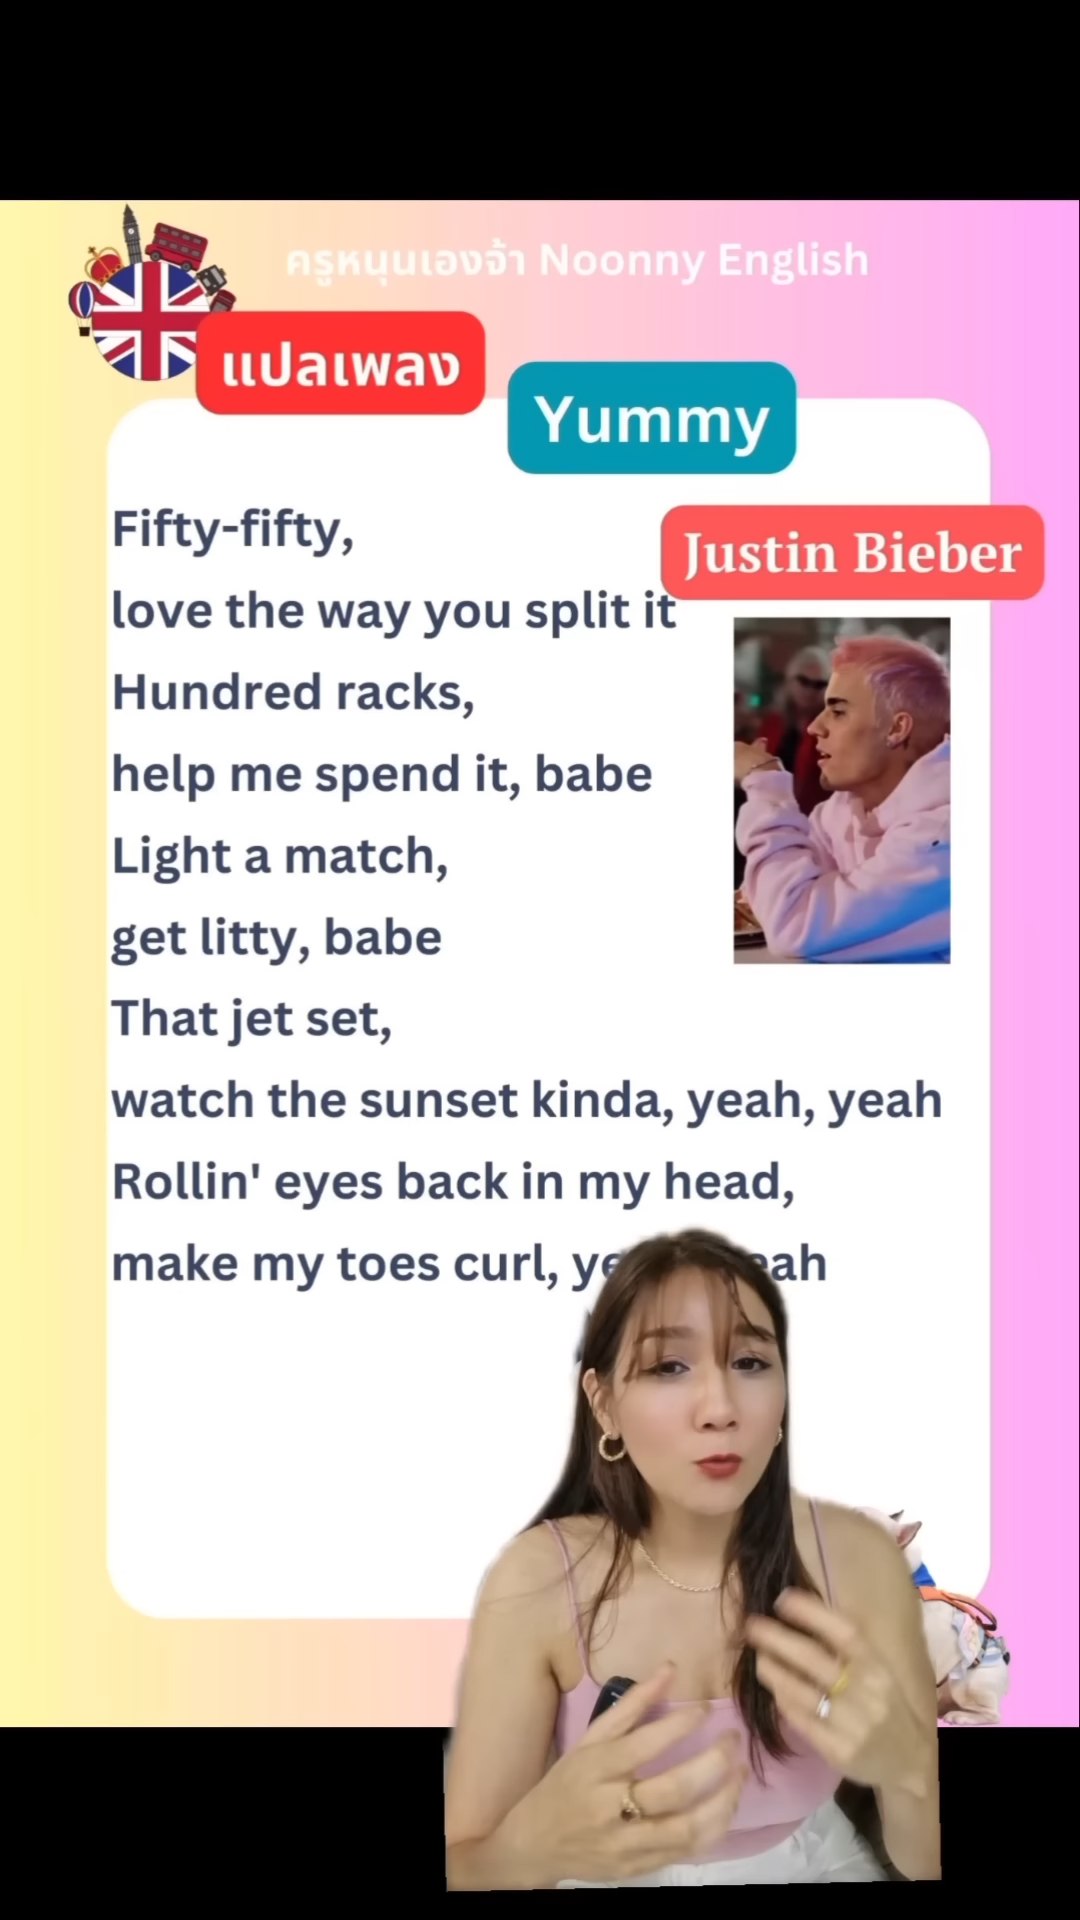 ครูหนุนเองจ้า Noonny English
แปลเพลง
Yummy
Justin Bieber
Fifty-fifty,
love the way you split it
Hundred racks,
help me spend it, babe
Light a match,
get litty, babe
That jet set,
watch the sunset kinda, yeah, yeah
Rollin' eyes back in my head,
make my toes curl,